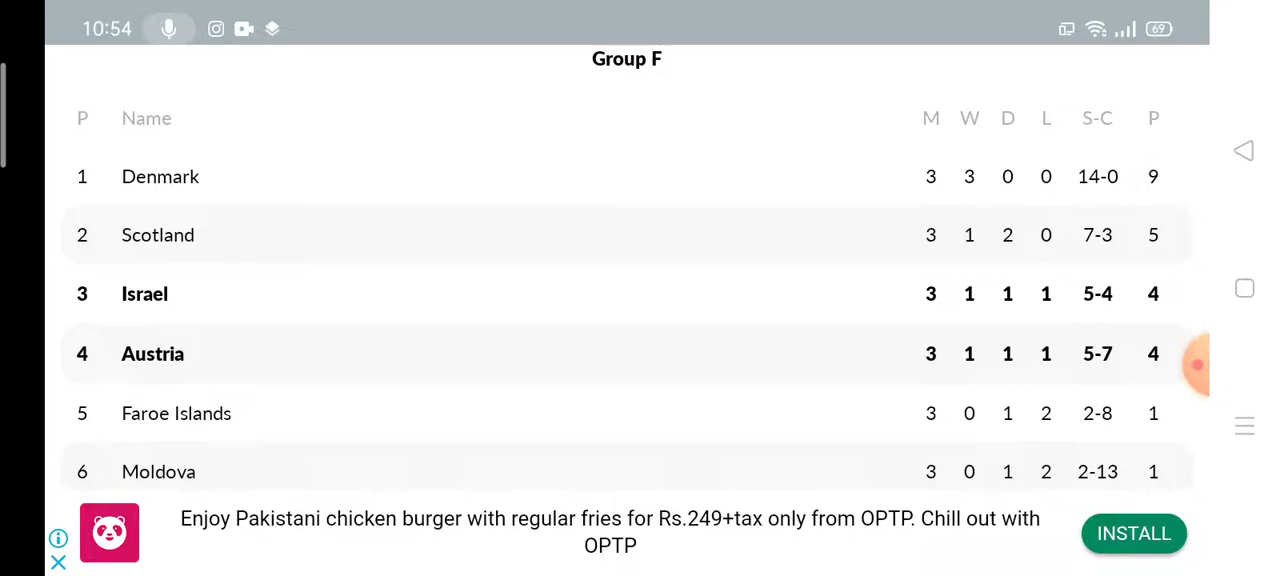 10:54 69
Group F
P Name M W D L S-C P
1 Denmark 3 3 0 0 14-0 9
2 Scotland 3 1 2 0 7-3 5
3 Israel 3 1 1 1 5-4 4
4 Austria 3 1 1 1 5-7 4
5 Faroe Islands 3 0 1 2 2-8 1
6 Moldova 3 0 1 2 2-13 1
Enjoy Pakistani chicken burger with regular fries for Rs.249+tax only from OPTP. Chill out with
OPTP
INSTALL